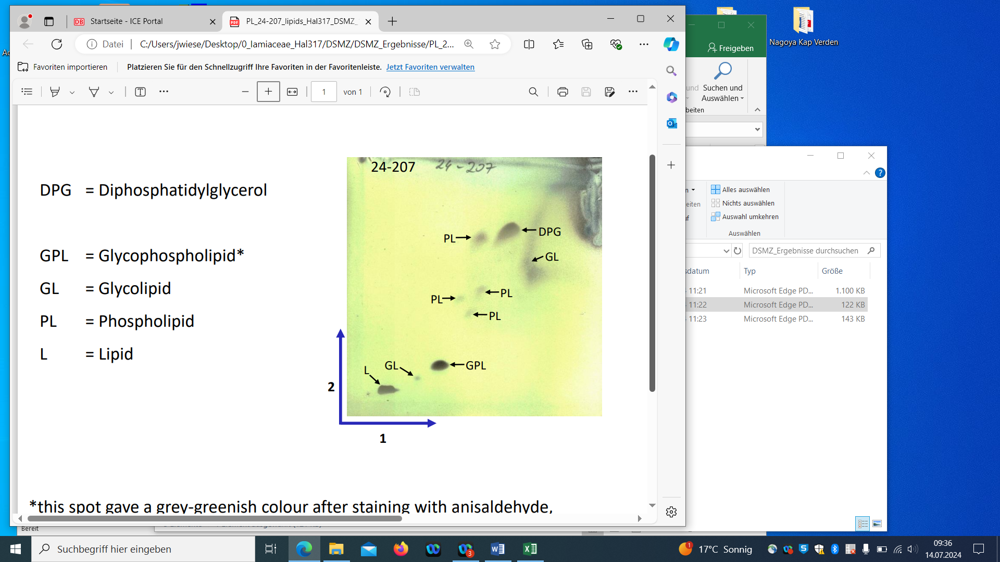 Startseite - ICE Portal
PL_24-207_lipids_Hal317_DSMZ_
Datei
C:/Users/jwiese/Desktop/0_lamiaceae_Hal317/DSMZ/DSMZ_Ergebnisse/PL_2...
Favoriten importieren
Platzieren Sie für den Schnellzugriff Ihre Favoriten in der Favoritenleiste. Jetzt Favoriten verwalten
1 von 1
24-207 24-207
DPG = Diphosphatidylglycerol
GPL = Glycophospholipid*
GL = Glycolipid
PL = Phospholipid
L = Lipid
PL
DPG
GL
PL
PL
PL
GL
GPL
L
2
1
*this spot gave a grey-greenish colour after staining with anisaldehyde,
Freigeben
Suchen und
Auswählen
beiten
Nagoya Kap Verden
Alles auswählen
Nichts auswählen
Auswahl umkehren
Auswählen
DSMZ_Ergebnisse durchsuchen
sdatum Typ Größe
11:21 Microsoft Edge PD... 1.100 KB
11:22 Microsoft Edge PD... 122 KB
11:23 Microsoft Edge PD... 143 KB
Bereit
Suchbegriff hier eingeben
17°C Sonnig
09:36
14.07.2024